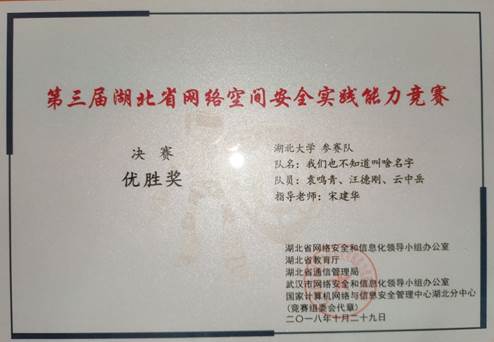 第三届湖北省网络空间安全实践能力竞赛
决赛
优胜奖
湖北大学 参赛队
队名：我们也不知道叫啥名字
队员：袁鸣青、汪德刚、云中岳
指导老师：宋建华
湖北省网络安全和信息化领导小组办公室
湖北省教育厅
湖北省通信管理局
武汉市网络安全和信息化领导小组办公室
国家计算机网络与信息安全管理中心湖北分中心
(竞赛组委会代章)
二〇一八年十月二十九日